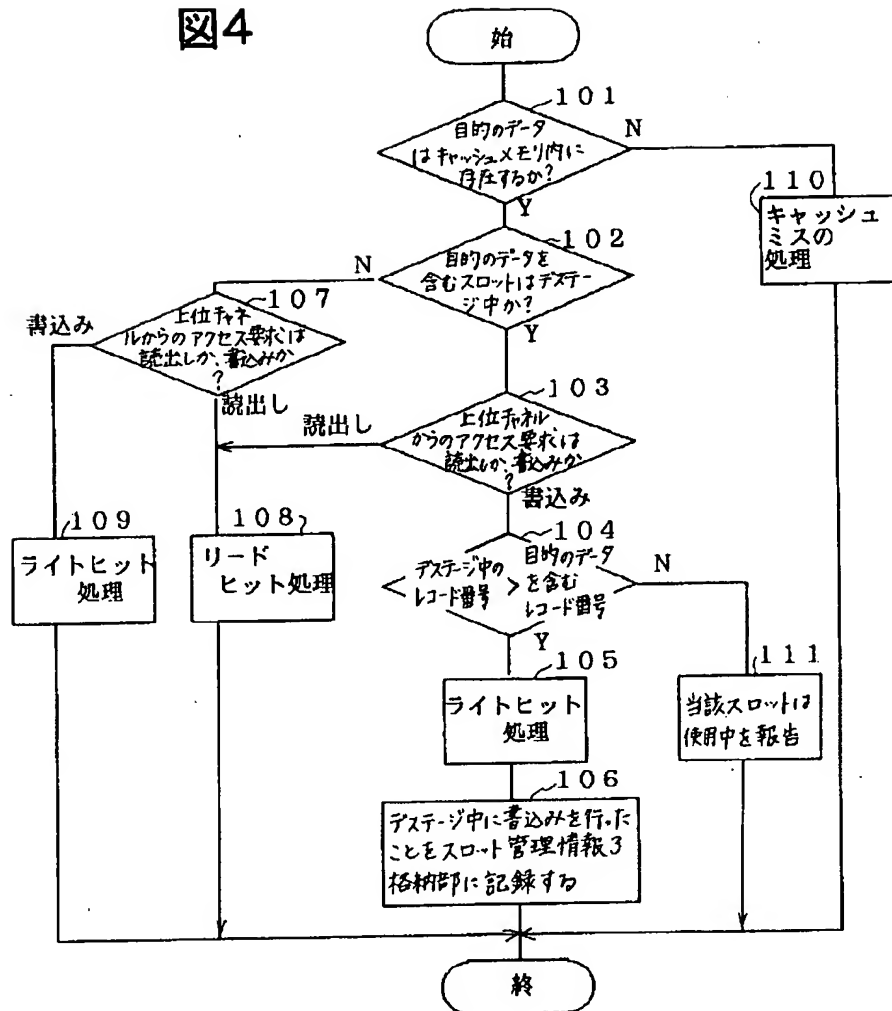 図4
始
101
目的のデータ
はキャッシュメモリ内に
存在するか?
N
Y
110
キャッシュ
ミスの
処理
102
目的のデータを
含むスロットはデステー
ジ中か?
N
Y
107
上位チャネ
ルからのアクセス要求は
読出しか、書込みか
?
書込み
読出し
103
上位チャネル
からのアクセス要求は
読出しか、書込みか
?
読出し
書込み
109
ライトヒット
処理
108
リード
ヒット処理
104
デステージ中の
レコード番号
>
目的のデータ
を含む
レコード番号
N
Y
105
ライトヒット
処理
111
当該スロットは
使用中を報告
106
デステージ中に書込みを行った
ことをスロット管理情報3
格納部に記録する
終